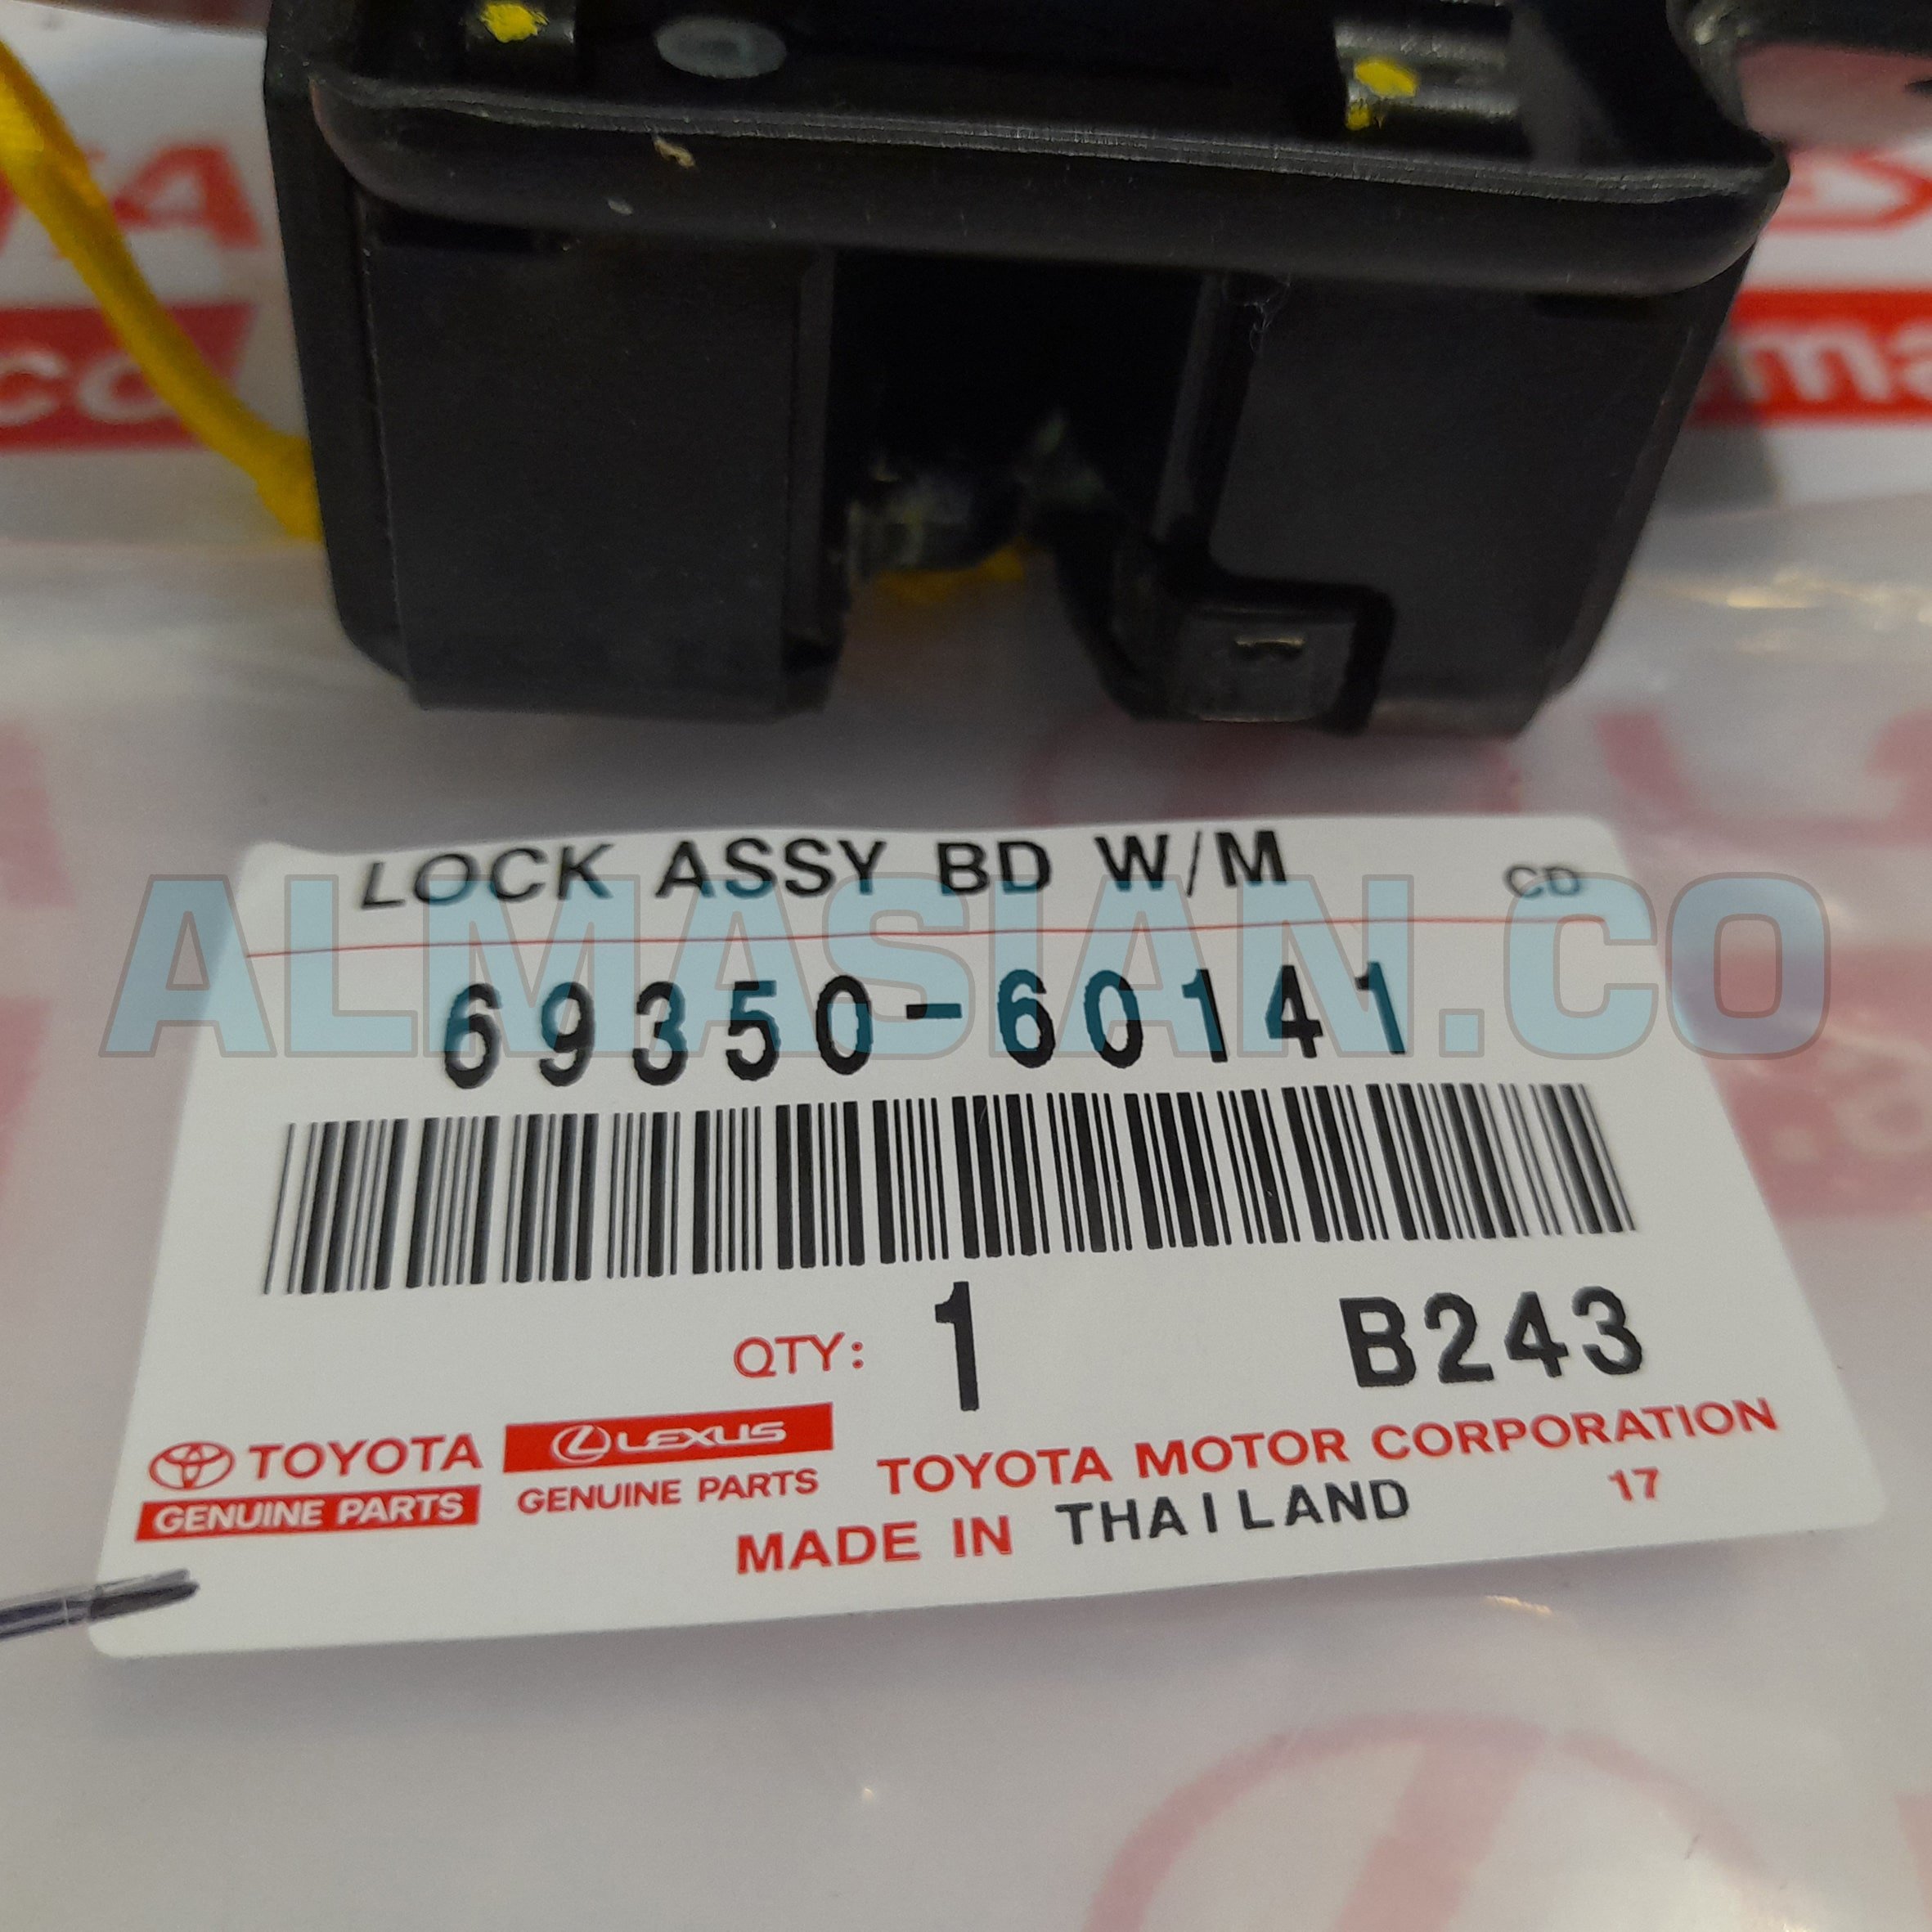 LOCK ASSY BD W/M CD
ALMASIAN.CO
69350-60141
QTY: 1 B243
TOYOTA LEXUS TOYOTA MOTOR CORPORATION
GENUINE PARTS GENUINE PARTS 17
MADE IN THAILAND